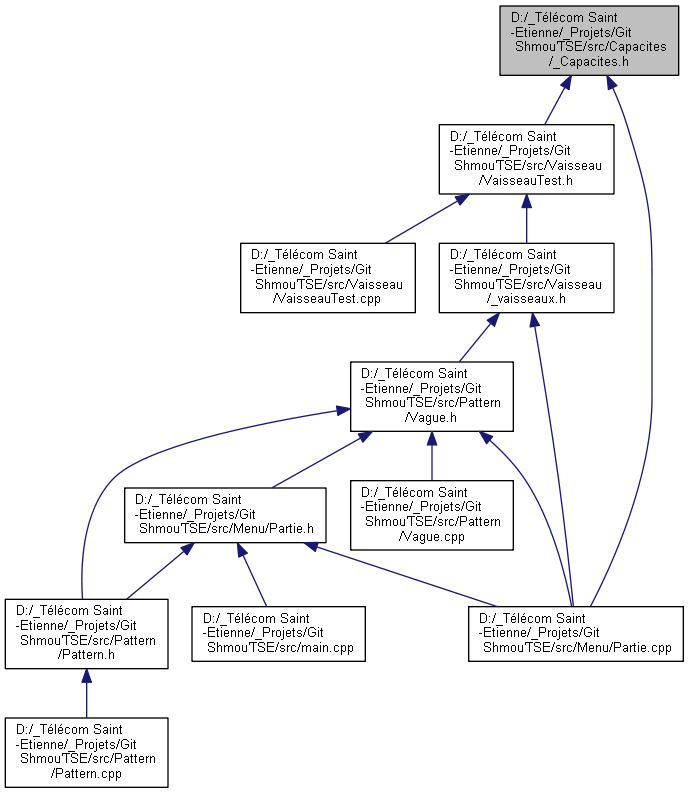 D:/_Télécom Saint
-Etienne/_Projets/Git
ShmouTSE/src/Capacites
/_Capacites.h
D:/_Télécom Saint
-Etienne/_Projets/Git
ShmouTSE/src/Vaisseau
/VaisseauTest.h
D:/_Télécom Saint
-Etienne/_Projets/Git
ShmouTSE/src/Vaisseau
/VaisseauTest.cpp
D:/_Télécom Saint
-Etienne/_Projets/Git
ShmouTSE/src/Vaisseau
/_vaisseaux.h
D:/_Télécom Saint
-Etienne/_Projets/Git
ShmouTSE/src/Pattern
/Vague.h
D:/_Télécom Saint
-Etienne/_Projets/Git
ShmouTSE/src/Menu/Partie.h
D:/_Télécom Saint
-Etienne/_Projets/Git
ShmouTSE/src/Pattern
/Vague.cpp
D:/_Télécom Saint
-Etienne/_Projets/Git
ShmouTSE/src/Pattern
/Pattern.h
D:/_Télécom Saint
-Etienne/_Projets/Git
ShmouTSE/src/main.cpp
D:/_Télécom Saint
-Etienne/_Projets/Git
ShmouTSE/src/Menu/Partie.cpp
D:/_Télécom Saint
-Etienne/_Projets/Git
ShmouTSE/src/Pattern
/Pattern.cpp